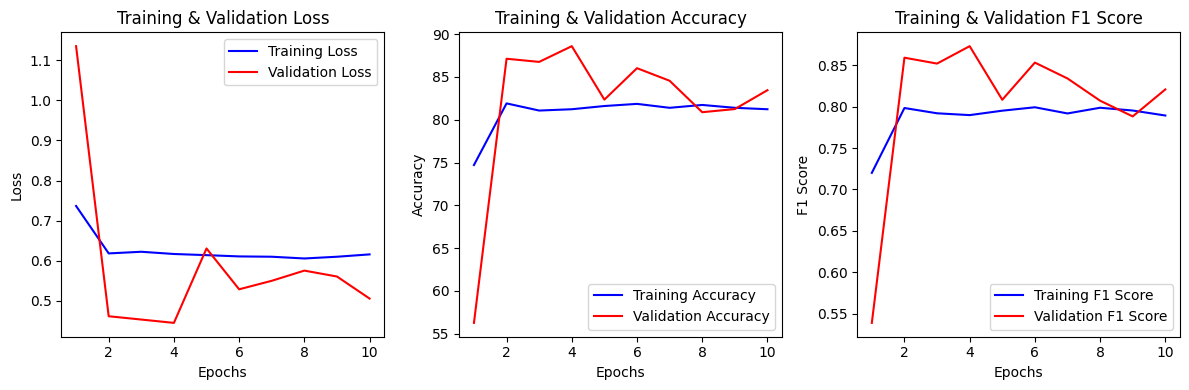 Training & Validation Loss
Training Loss
Validation Loss
1.1
1.0
0.9
0.8
0.7
0.6
0.5
Loss
2
4
6
8
10
Epochs
Training & Validation Accuracy
90
85
80
75
70
65
60
55
Accuracy
Training Accuracy
Validation Accuracy
2
4
6
8
10
Epochs
Training & Validation F1 Score
0.85
0.80
0.75
0.70
0.65
0.60
0.55
F1 Score
Training F1 Score
Validation F1 Score
2
4
6
8
10
Epochs